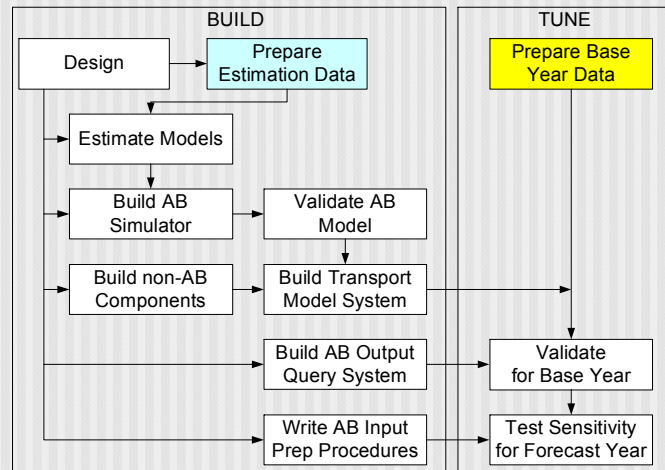 BUILD
Design
Prepare
Estimation Data
Estimate Models
Build AB
Simulator
Validate AB
Model
Build non-AB
Components
Build Transport
Model System
Build AB Output
Query System
Write AB Input
Prep Procedures
TUNE
Prepare Base
Year Data
Validate
for Base Year
Test Sensitivity
for Forecast Year